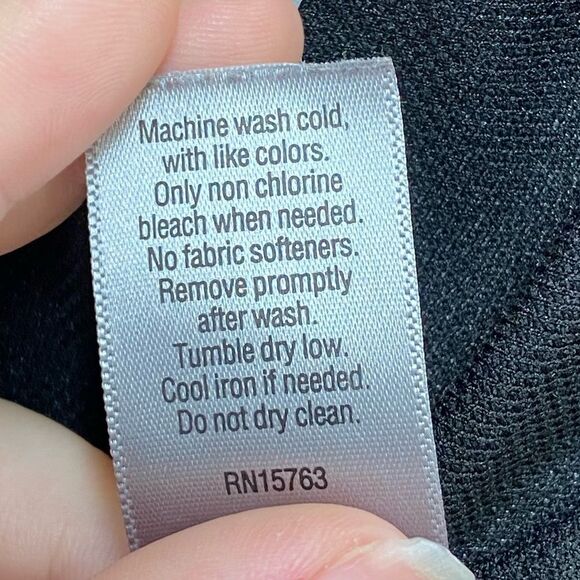 Machine wash cold,
with like colors.
Only non chlorine
bleach when needed.
No fabric softeners.
Remove promptly
after wash.
Tumble dry low.
Cool iron if needed.
Do not dry clean.
RN15763